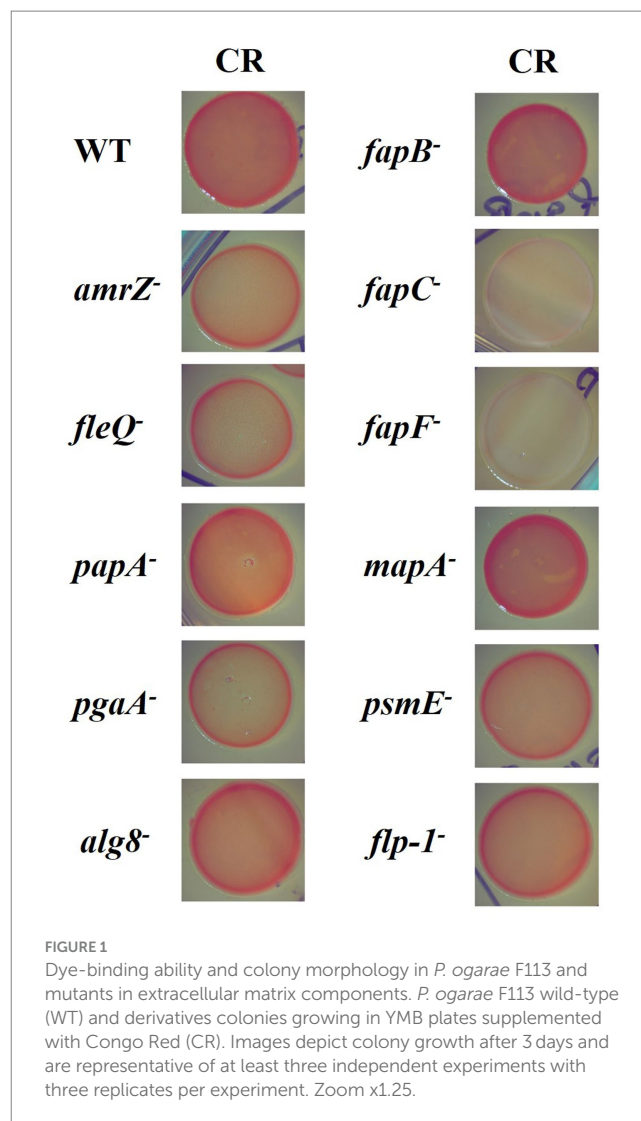 CR CR
WT fapB-
amrZ- fapC-
fleQ- fapF-
papA- mapA-
pgaA- psmE-
alg8- flp-1-
FIGURE 1
Dye-binding ability and colony morphology in P. ogarae F113 and
mutants in extracellular matrix components. P. ogarae F113 wild-type
(WT) and derivatives colonies growing in YMB plates supplemented
with Congo Red (CR). Images depict colony growth after 3 days and
are representative of at least three independent experiments with
three replicates per experiment. Zoom x1.25.